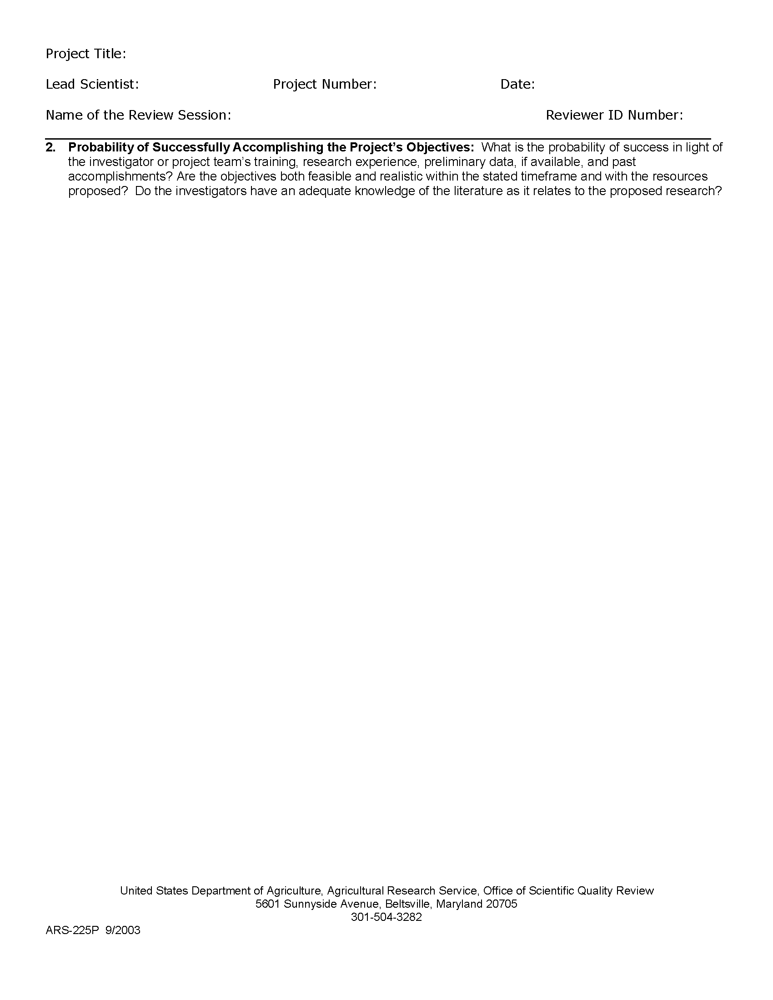 Project Title:
Lead Scientist: Project Number: Date:
Name of the Review Session: Reviewer ID Number:
2. Probability of Successfully Accomplishing the Project’s Objectives: What is the probability of success in light of
the investigator or project team’s training, research experience, preliminary data, if available, and past
accomplishments? Are the objectives both feasible and realistic within the stated timeframe and with the resources
proposed? Do the investigators have an adequate knowledge of the literature as it relates to the proposed research?
United States Department of Agriculture, Agricultural Research Service, Office of Scientific Quality Review
5601 Sunnyside Avenue, Beltsville, Maryland 20705
301-504-3282
ARS-225P 9/2003